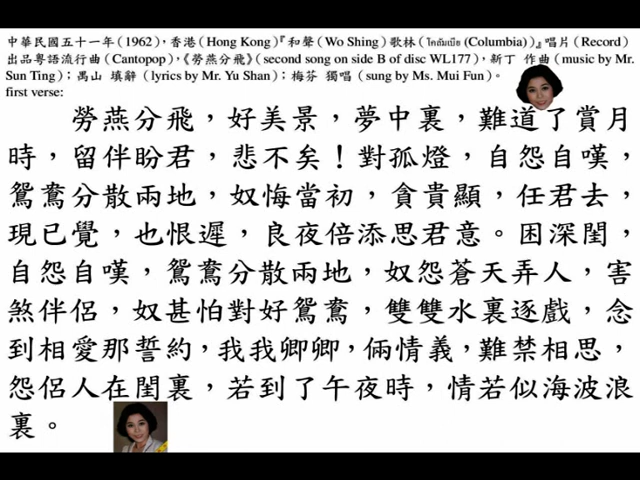 中華民國五十一年(1962),香港(Hong Kong)『和聲(Wo Shing)歌林(โคลัมเบีย (Columbia))』唱片(Record)
出品粵語流行曲(Cantopop),《勞燕分飛》(second song on side B of disc WL177),新丁 作曲(music by Mr.
Sun Ting);禺山 填辭 (lyrics by Mr. Yu Shan);梅芬 獨唱 (sung by Ms. Mui Fun)。
first verse:
勞燕分飛,好美景,夢中裏,難道了賞月
時,留伴盼君,悲不矣!對孤燈,自怨自嘆,
鴛鴦分散兩地,奴悔當初,貪貴顯,任君去,
現已覺,也恨遲,良夜倍添思君意。困深閨,
自怨自嘆,鴛鴦分散兩地,奴怨蒼天弄人,害
煞伴侶,奴甚怕對好鴛鴦,雙雙水裏逐戲,念
到相愛那誓約,我我卿卿,倆情義,難禁相思,
怨侶人在閨裏,若到了午夜時,情若似海波浪
裏。